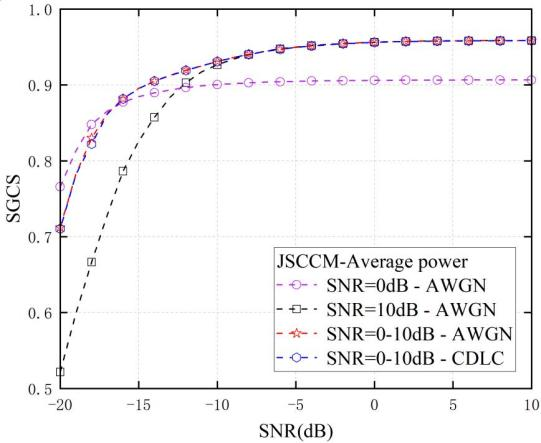 1.0
0.9
0.8
0.7
0.6
0.5
SGCS
JSCCM-Average power
SNR=0dB - AWGN
SNR=10dB - AWGN
SNR=0-10dB - AWGN
SNR=0-10dB - CDLC
-20 -15 -10 -5 0 5 10
SNR(dB)